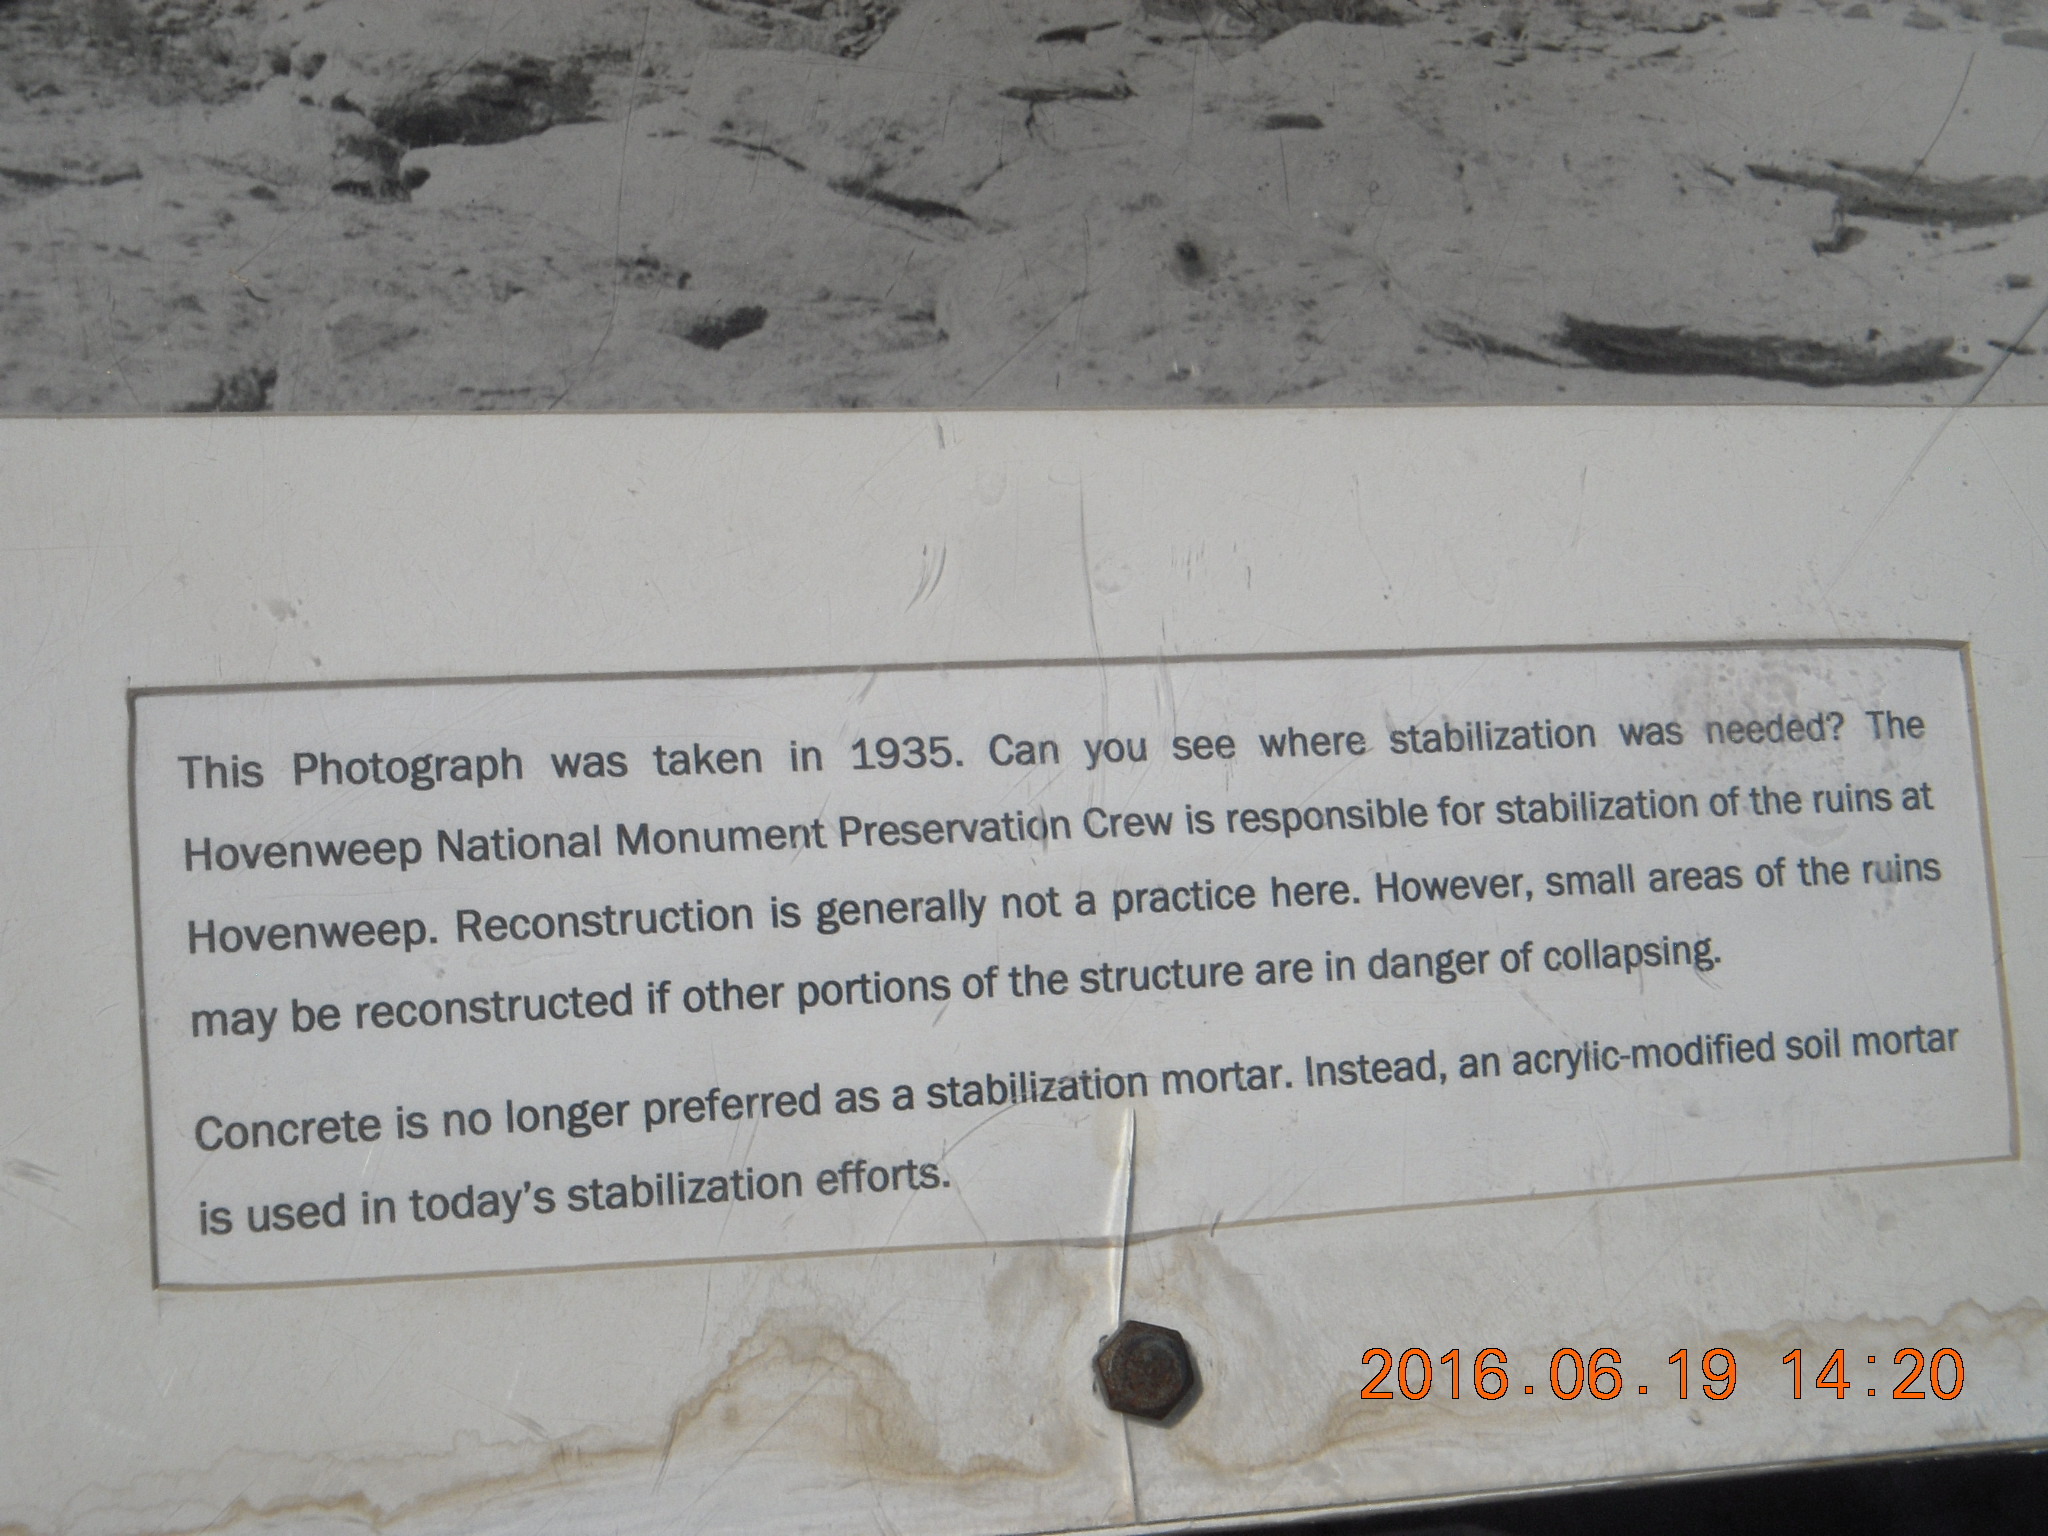 This Photograph was taken in 1935. Can you see where stabilization was needed? The
Hovenweep National Monument Preservation Crew is responsible for stabilization of the ruins at
Hovenweep. Reconstruction is generally not a practice here. However, small areas of the ruins
may be reconstructed if other portions of the structure are in danger of collapsing.
Concrete is no longer preferred as a stabilization mortar. Instead, an acrylic-modified soil mortar
is used in today's stabilization efforts.
2016.06.19 14:20